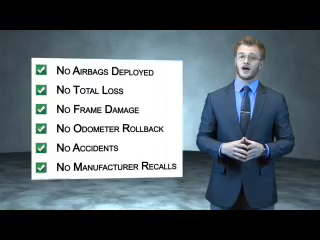 No Airbags Deployed
No Total Loss
No Frame Damage
No Odometer Rollback
No Accidents
No Manufacturer Recalls